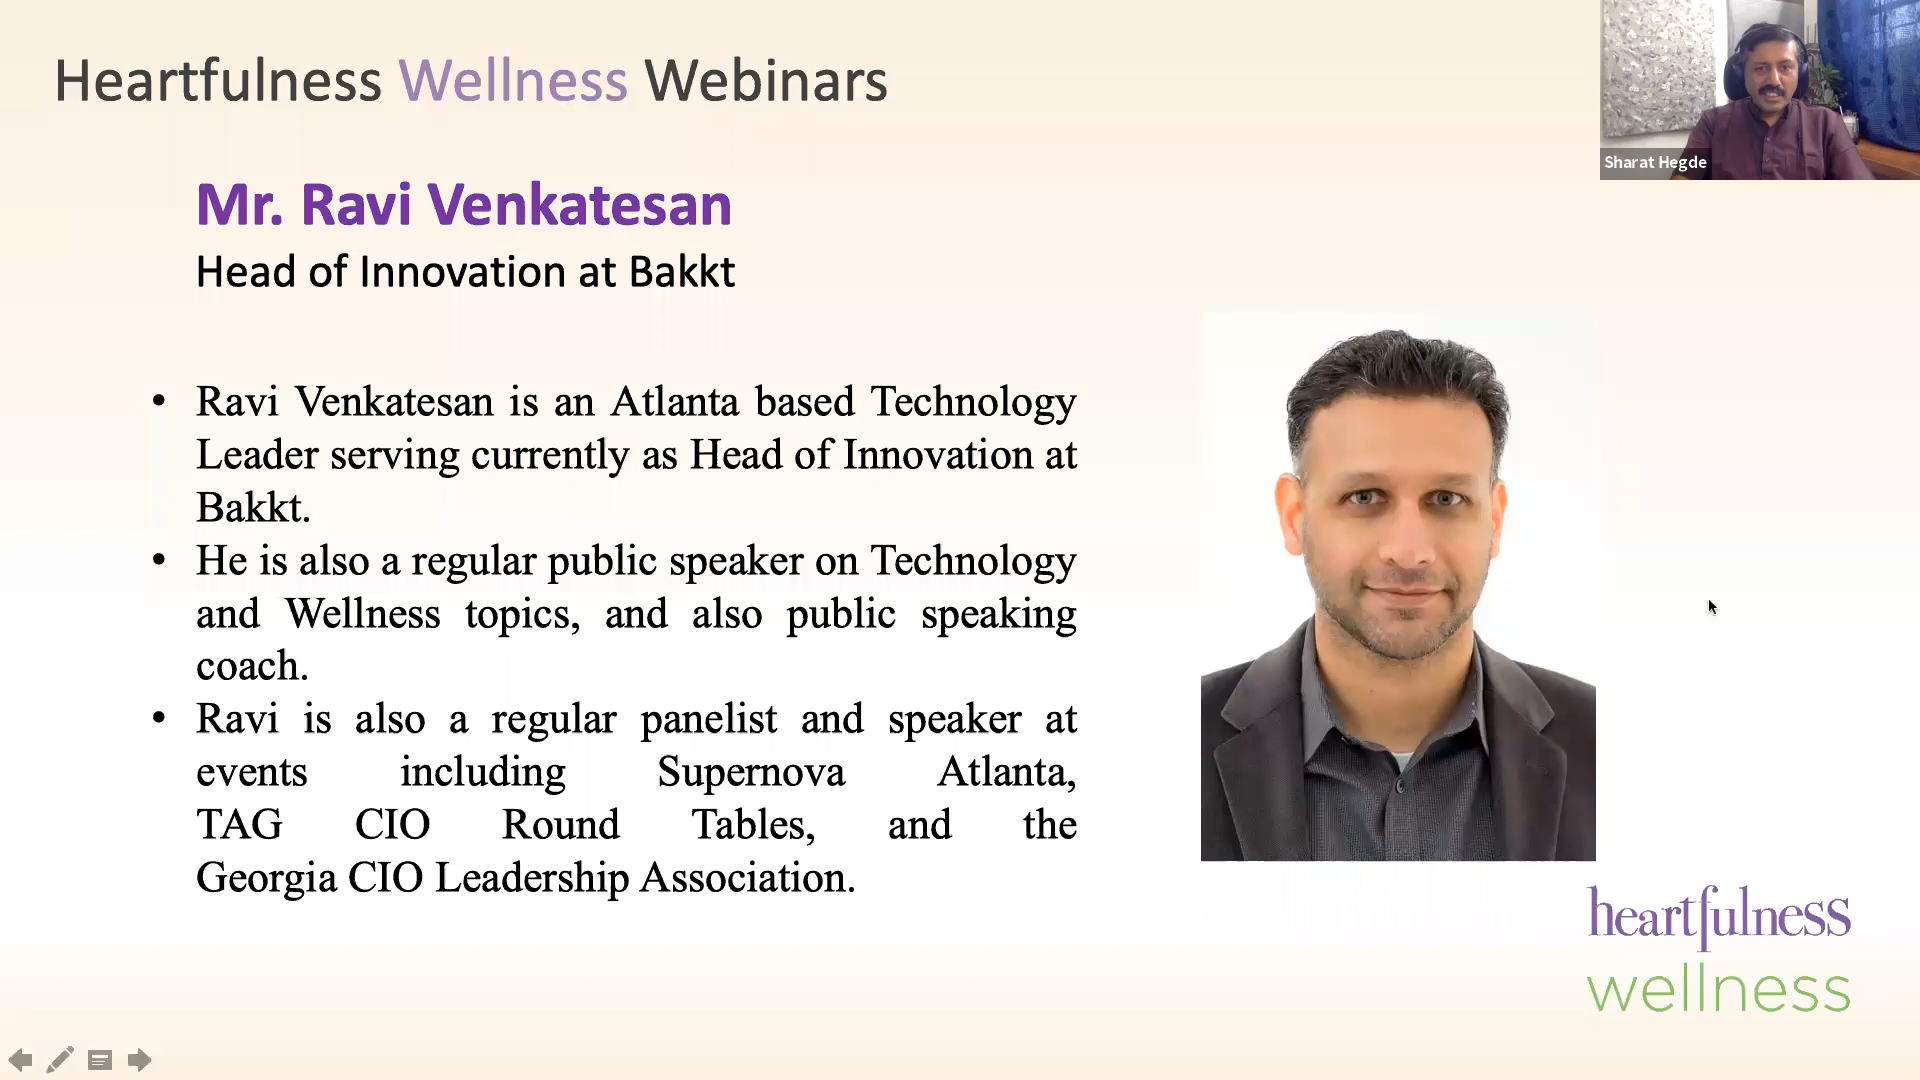 Heartfulness Wellness Webinars
Sharat Hegde
Mr. Ravi Venkatesan
Head of Innovation at Bakkt
• Ravi Venkatesan is an Atlanta based Technology
Leader serving currently as Head of Innovation at
Bakkt.
• He is also a regular public speaker on Technology
and Wellness topics, and also public speaking
coach.
• Ravi is also a regular panelist and speaker at
events including Supernova Atlanta,
TAG CIO Round Tables, and the
Georgia CIO Leadership Association.
heartfulness
wellness